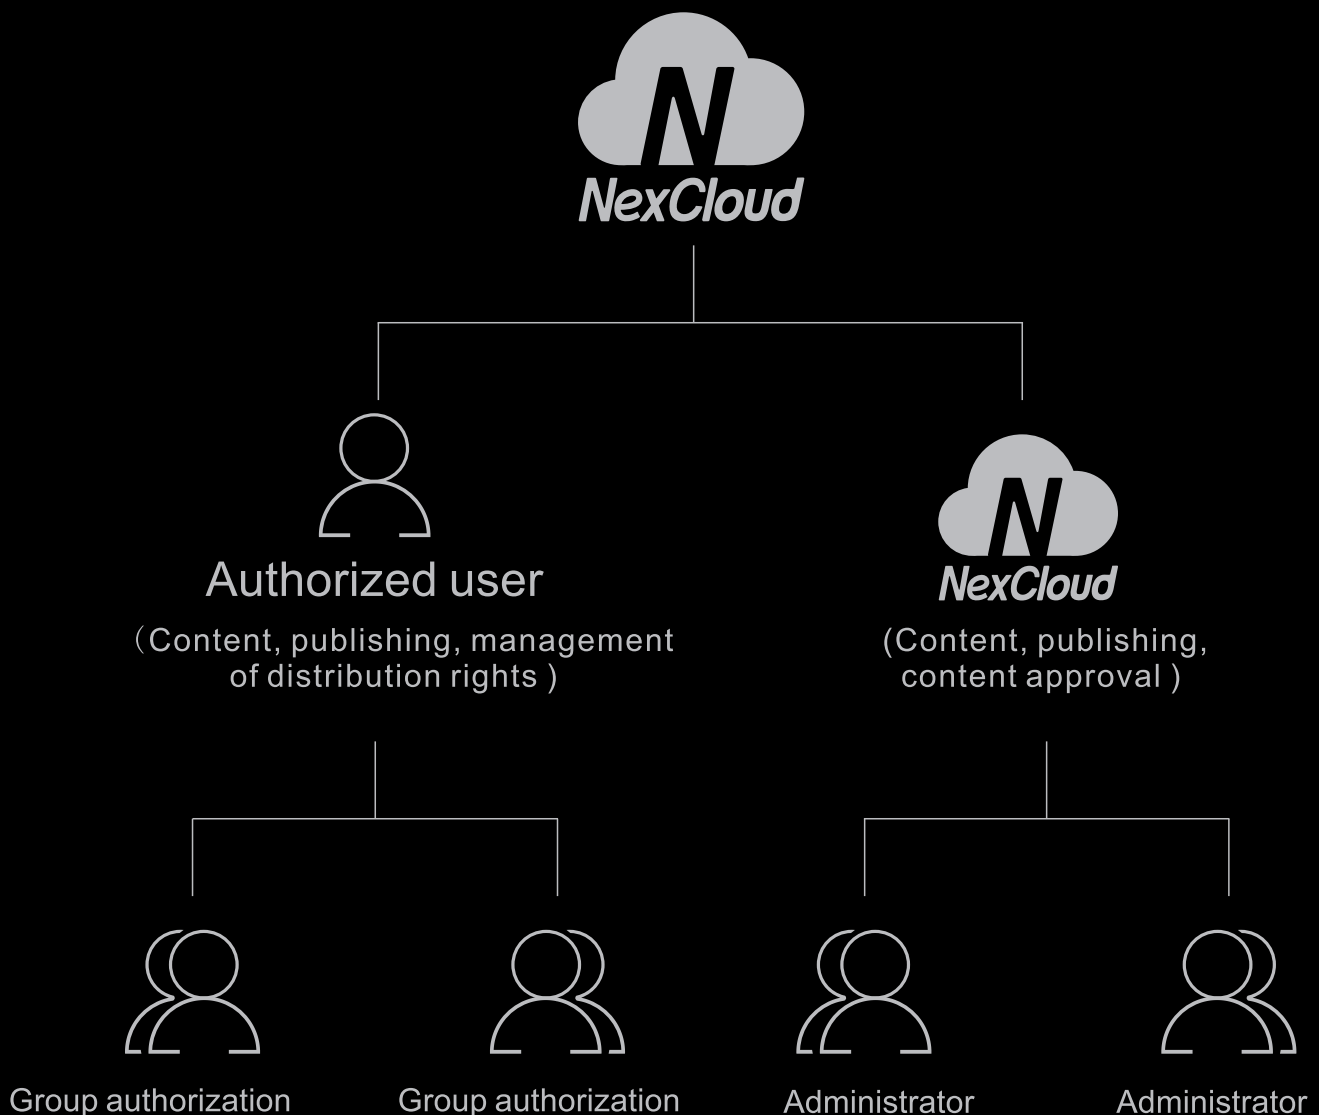 N
NexCloud
Authorized user
（Content, publishing, management
of distribution rights )
N
NexCloud
(Content, publishing,
content approval )
Group authorization
Group authorization
Administrator
Administrator